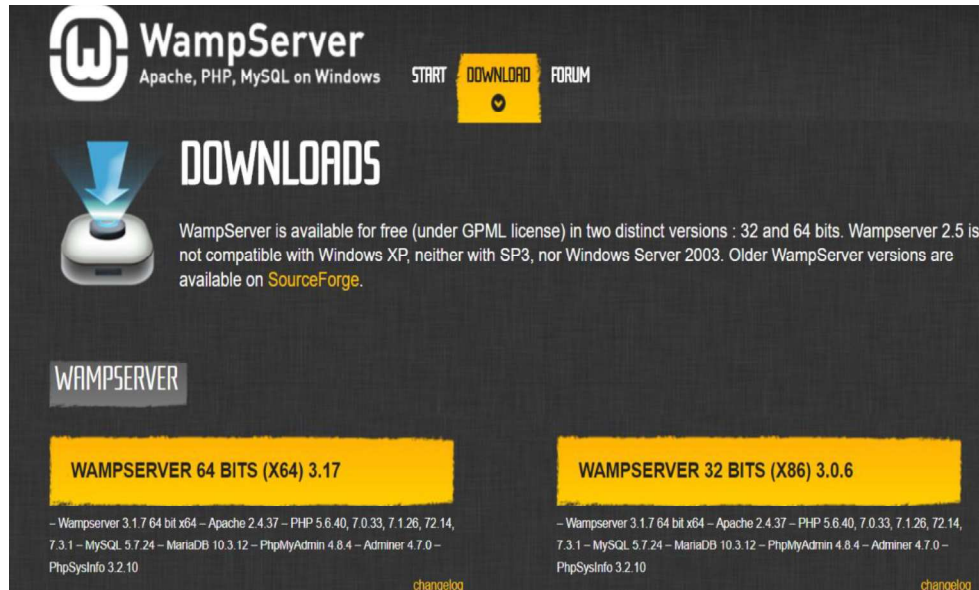 WampServer
Apache, PHP, MySQL on Windows
START
DOWNLOAD
FORUM
DOWNLOADS
WampServer is available for free (under GPML license) in two distinct versions : 32 and 64 bits. Wampserver 2.5 is
not compatible with Windows XP, neither with SP3, nor Windows Server 2003. Older WampServer versions are
available on SourceForge.
WAMPSERVER
WAMPSERVER 64 BITS (X64) 3.17
– Wampserver 3.1.7 64 bit x64 – Apache 2.4.37 – PHP 5.6.40, 7.0.33, 7.1.26, 72.14,
7.3.1 – MySQL 5.7.24 – MariaDB 10.3.12 – PhpMyAdmin 4.8.4 – Adminer 4.7.0 –
PhpSysInfo 3.2.10
changelog
WAMPSERVER 32 BITS (X86) 3.0.6
– Wampserver 3.1.7 64 bit x64 – Apache 2.4.37 – PHP 5.6.40, 7.0.33, 7.1.26, 72.14,
7.3.1 – MySQL 5.7.24 – MariaDB 10.3.12 – PhpMyAdmin 4.8.4 – Adminer 4.7.0 –
PhpSysInfo 3.2.10
changelog